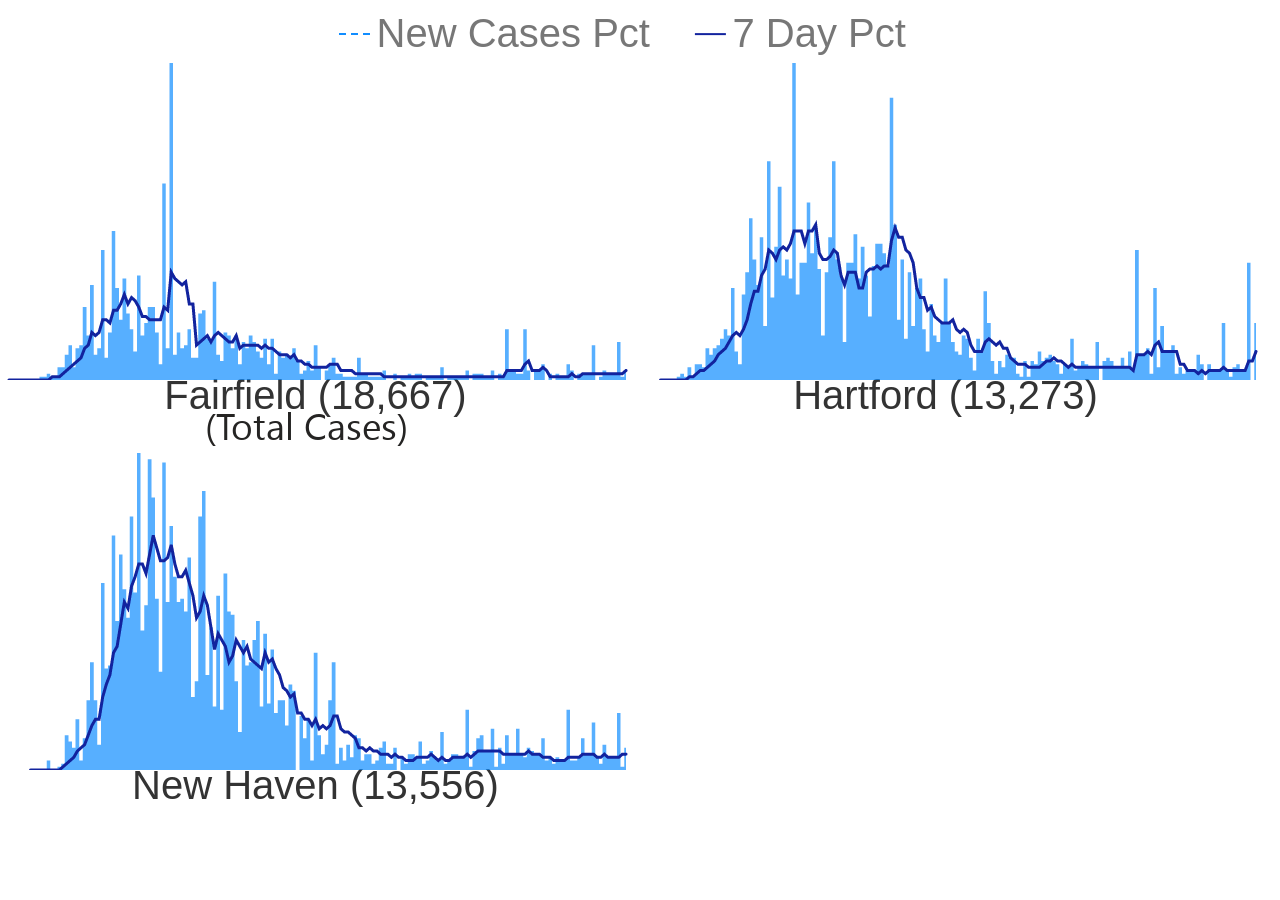 New Cases Pct 7 Day Pct
Fairfield (18,667)
(Total Cases)
Hartford (13,273)
New Haven (13,556)